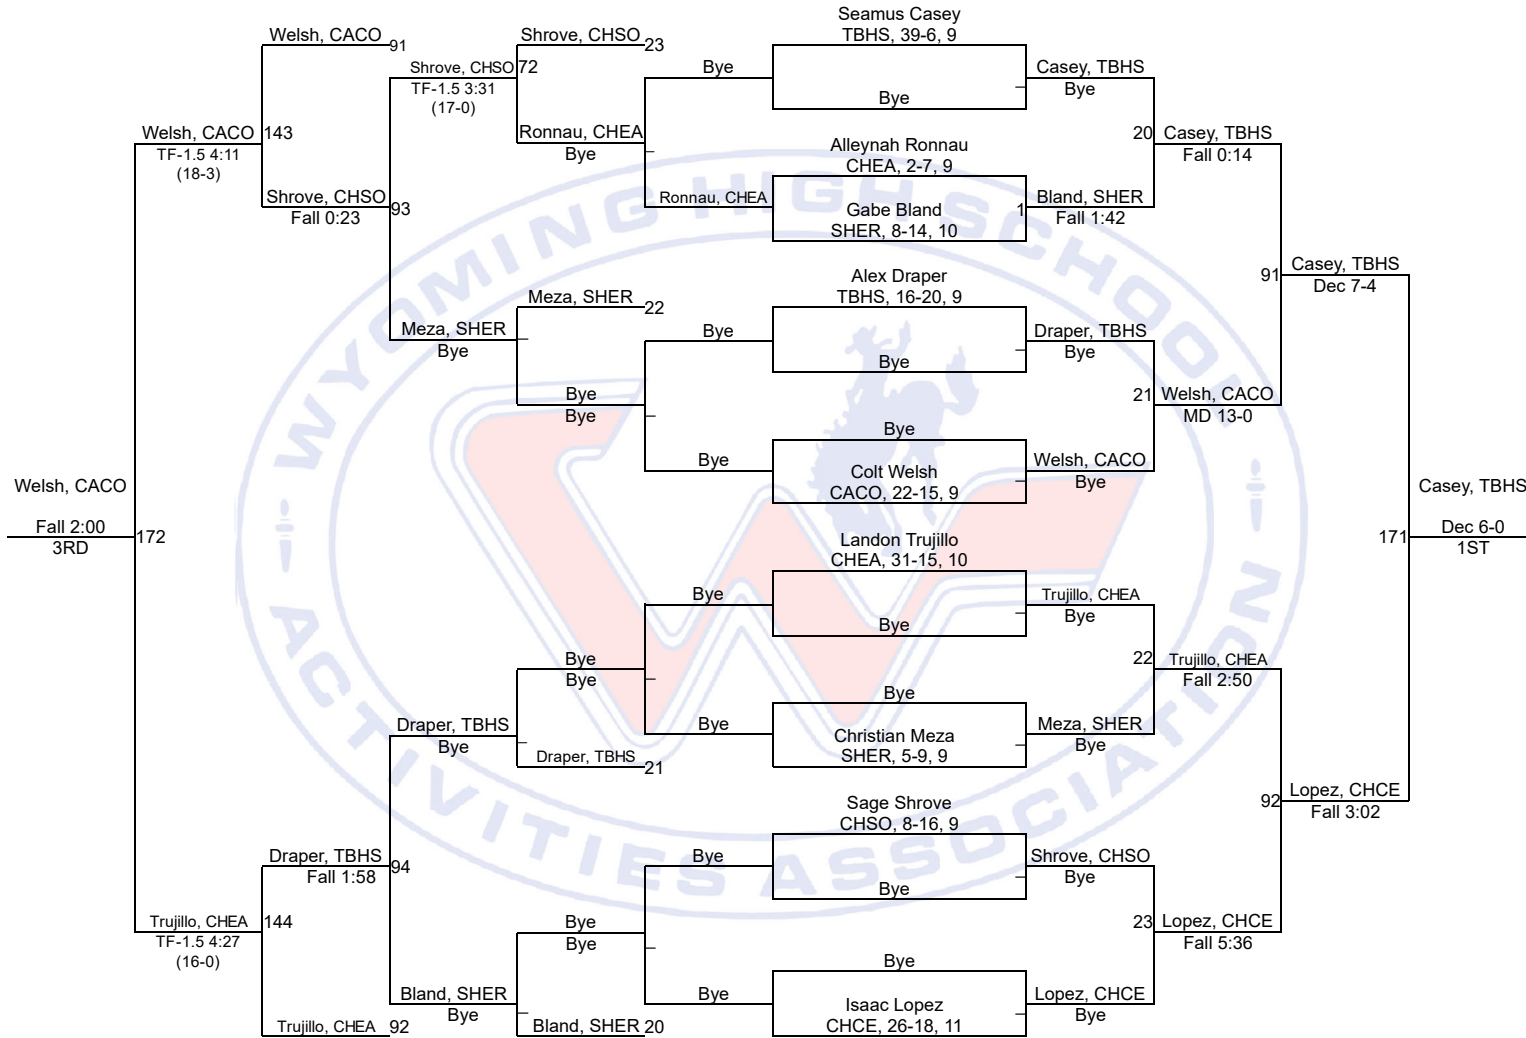 Seamus Casey
TBHS, 39-6, 9
Welsh, CACO
91
Shrove, CHSO
23
Shrove, CHSO
72
TF-1.5 3:31
(17-0)
Bye
Casey, TBHS
Bye
Bye
Welsh, CACO
143
TF-1.5 4:11
(18-3)
Ronnau, CHEA
Bye
Alleynah Ronnau
CHEA, 2-7, 9
20
Casey, TBHS
Fall 0:14
Shrove, CHSO
93
Fall 0:23
Ronnau, CHEA
Gabe Bland
SHER, 8-14, 10
1
Bland, SHER
Fall 1:42
Alex Draper
TBHS, 16-20, 9
91
Casey, TBHS
Dec 7-4
Meza, SHER
22
Meza, SHER
Bye
Bye
Bye
Draper, TBHS
Bye
Bye
Bye
21
Welsh, CACO
MD 13-0
Bye
Bye
Colt Welsh
CACO, 22-15, 9
Welsh, CACO
Bye
Welsh, CACO
Fall 2:00
172
3RD
Casey, TBHS
171
Dec 6-0
1ST
Landon Trujillo
CHEA, 31-15, 10
Bye
Bye
Trujillo, CHEA
Bye
Bye
Bye
22
Trujillo, CHEA
Fall 2:50
Bye
Bye
Christian Meza
SHER, 5-9, 9
Meza, SHER
Bye
Draper, TBHS
Bye
Draper, TBHS
21
Sage Shrove
CHSO, 8-16, 9
92
Lopez, CHCE
Fall 3:02
Draper, TBHS
94
Fall 1:58
Bye
Bye
Shrove, CHSO
Bye
Trujillo, CHEA
144
TF-1.5 4:27
(16-0)
Bye
Bye
23
Lopez, CHCE
Fall 5:36
Bye
Bland, SHER
Bye
Bye
Isaac Lopez
CHCE, 26-18, 11
Lopez, CHCE
Bye
Trujillo, CHEA
92
Bland, SHER
20
WYOMING HIGH SCHOOL
ACTIVITIES ASSOCIATION